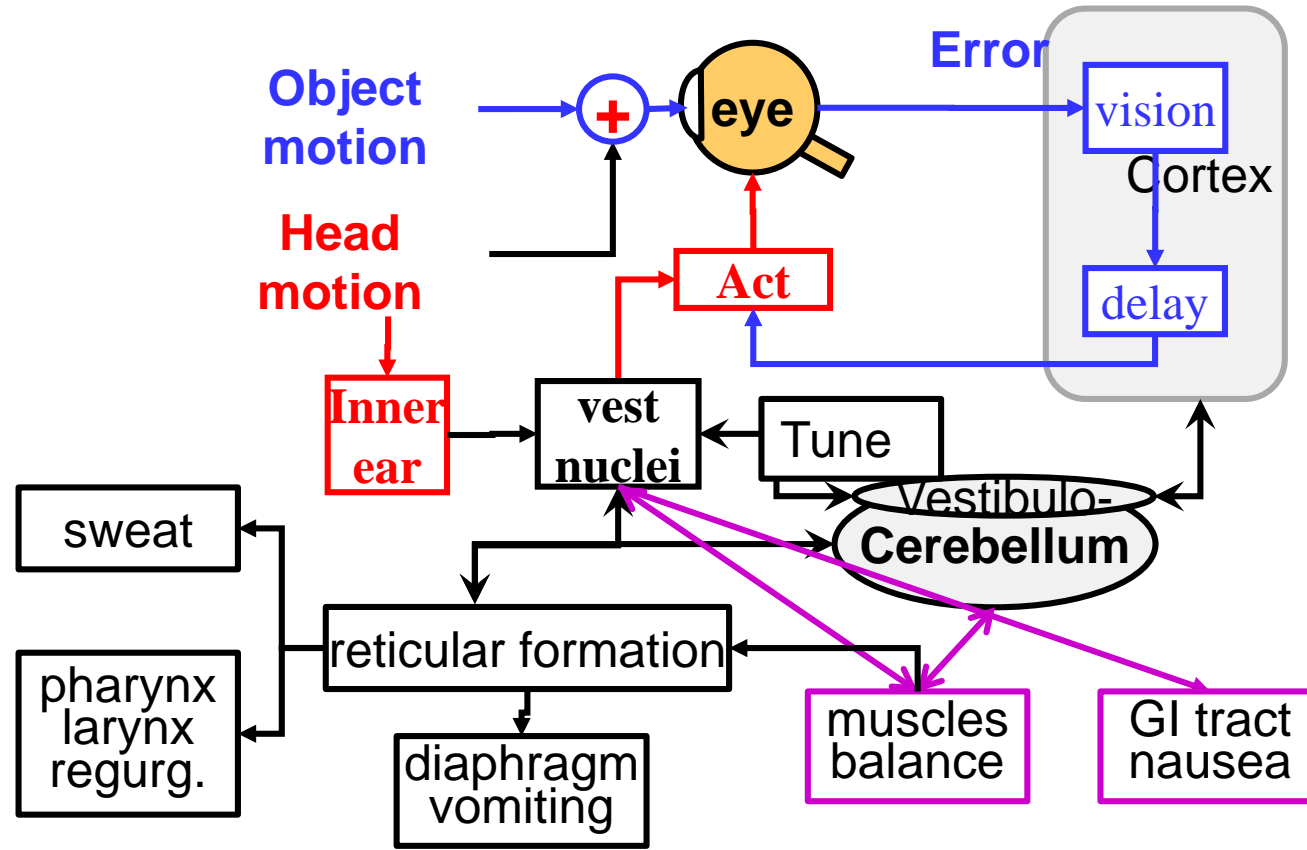 Error
Object
motion
+
eye
vision
Cortex
Head
motion
Act
delay
Inner
ear
vest
nuclei
Tune
Vestibulo-
Cerebellum
sweat
reticular formation
pharynx
larynx
regurg.
diaphragm
vomiting
muscles
balance
GI tract
nausea